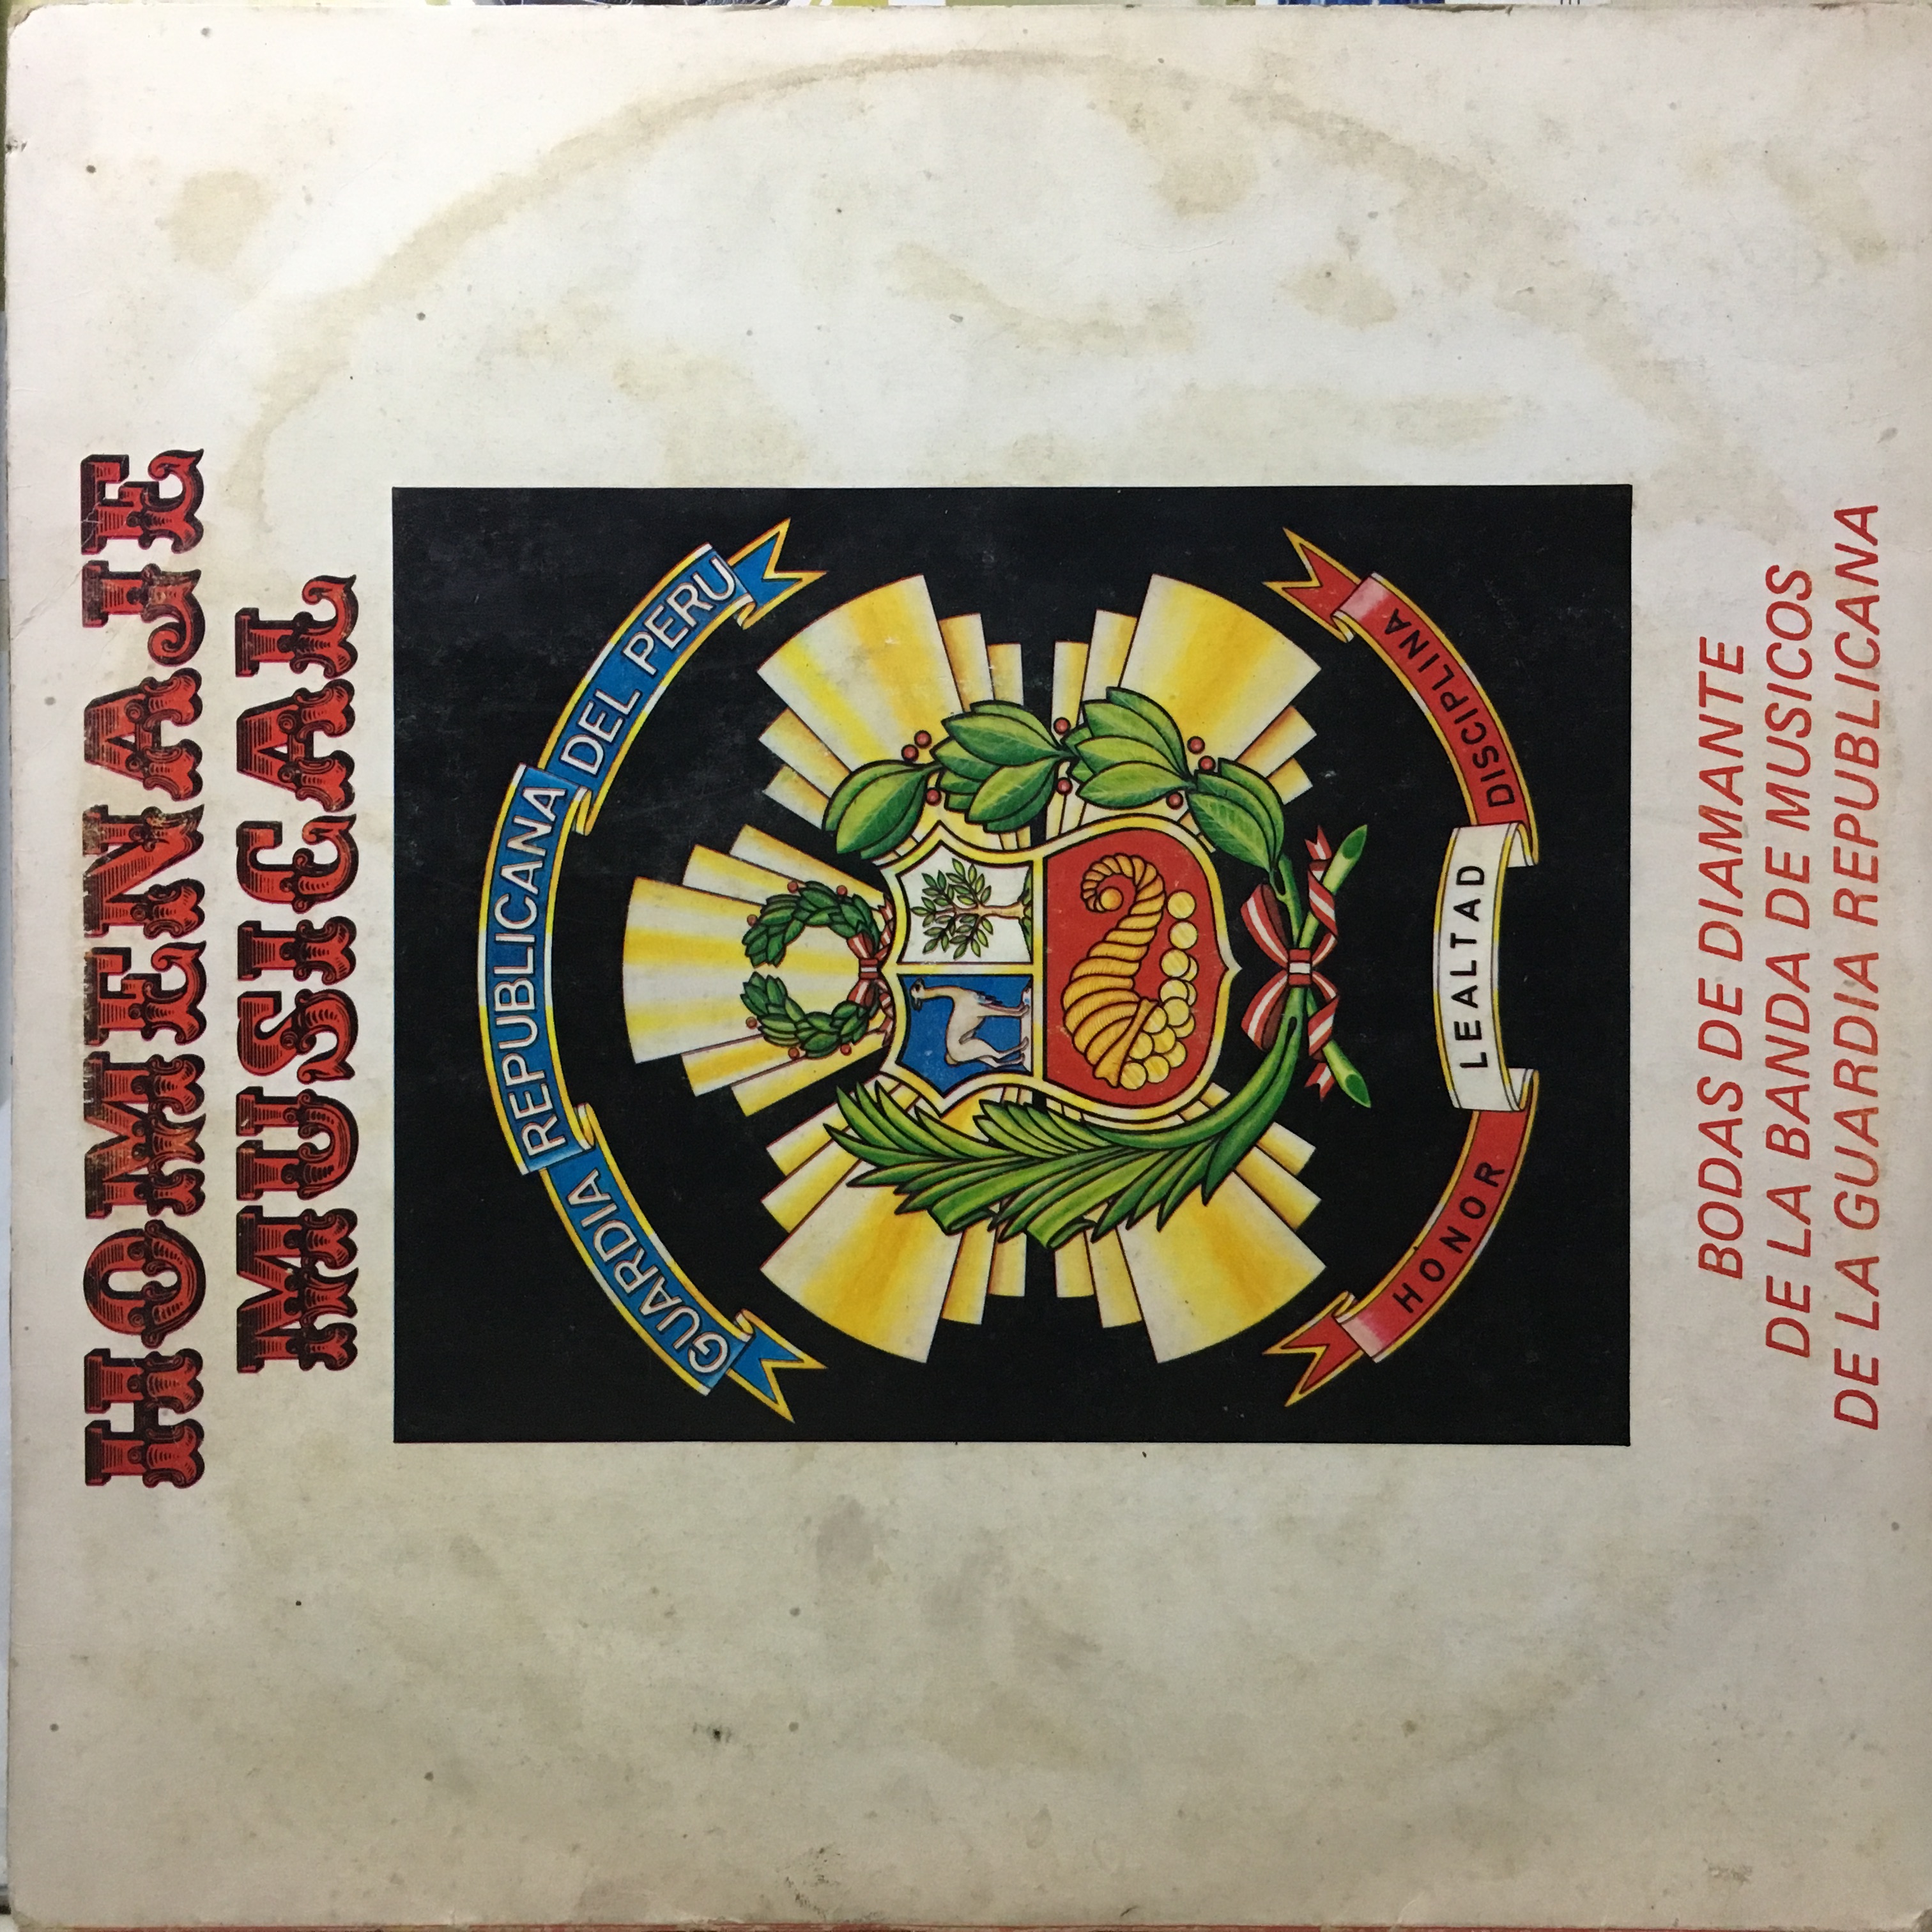 HOMENAJE
MUSICAL
GUARDIA REPUBLICANA DEL PERU
HONOR LEALTAD DISCIPLINA
BODAS DE DIAMANTE
DE LA BANDA DE MUSICOS
DE LA GUARDIA REPUBLICANA